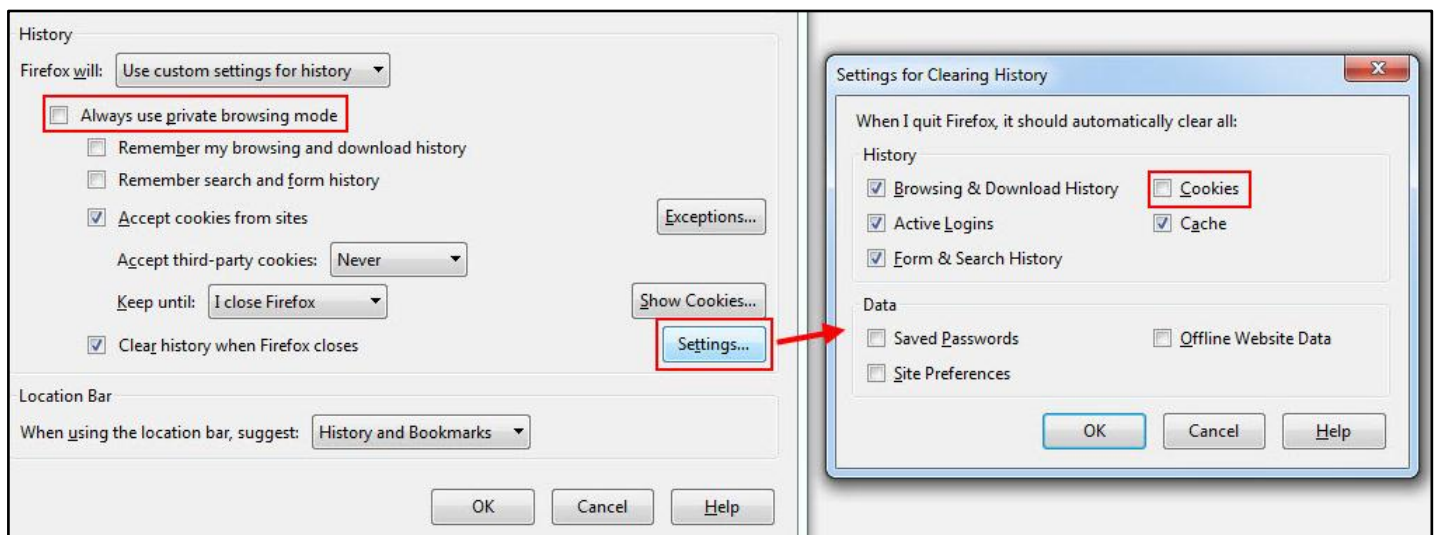 History
Firefox will: Use custom settings for history
Always use private browsing mode
Remember my browsing and download history
Remember search and form history
Accept cookies from sites Exceptions...
Accept third-party cookies: Never
Keep until: I close Firefox Show Cookies...
Clear history when Firefox closes Settings...
Location Bar
When using the location bar, suggest: History and Bookmarks
OK Cancel Help
Settings for Clearing History
When I quit Firefox, it should automatically clear all:
History
Browsing & Download History Cookies
Active Logins Cache
Form & Search History
Data
Saved Passwords Offline Website Data
Site Preferences
OK Cancel Help